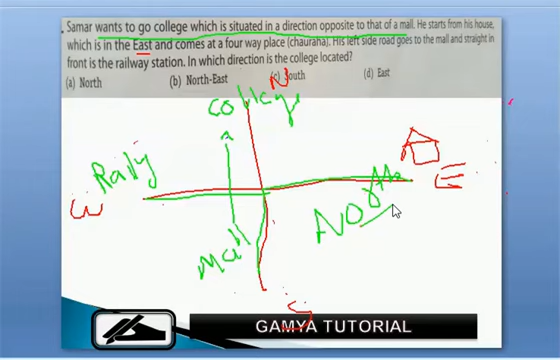 Samar wants to go college which is situated in a direction opposite to that of a mall. He starts from his house,
which is in the East and comes at a four way place (chauraha). His left side road goes to the mall and straight in
front is the railway station. In which direction is the college located?
(a) North (b) North-East (c) South (d) East
N
College
Raily
W
E
North
Mall
S
GAMYA TUTORIAL